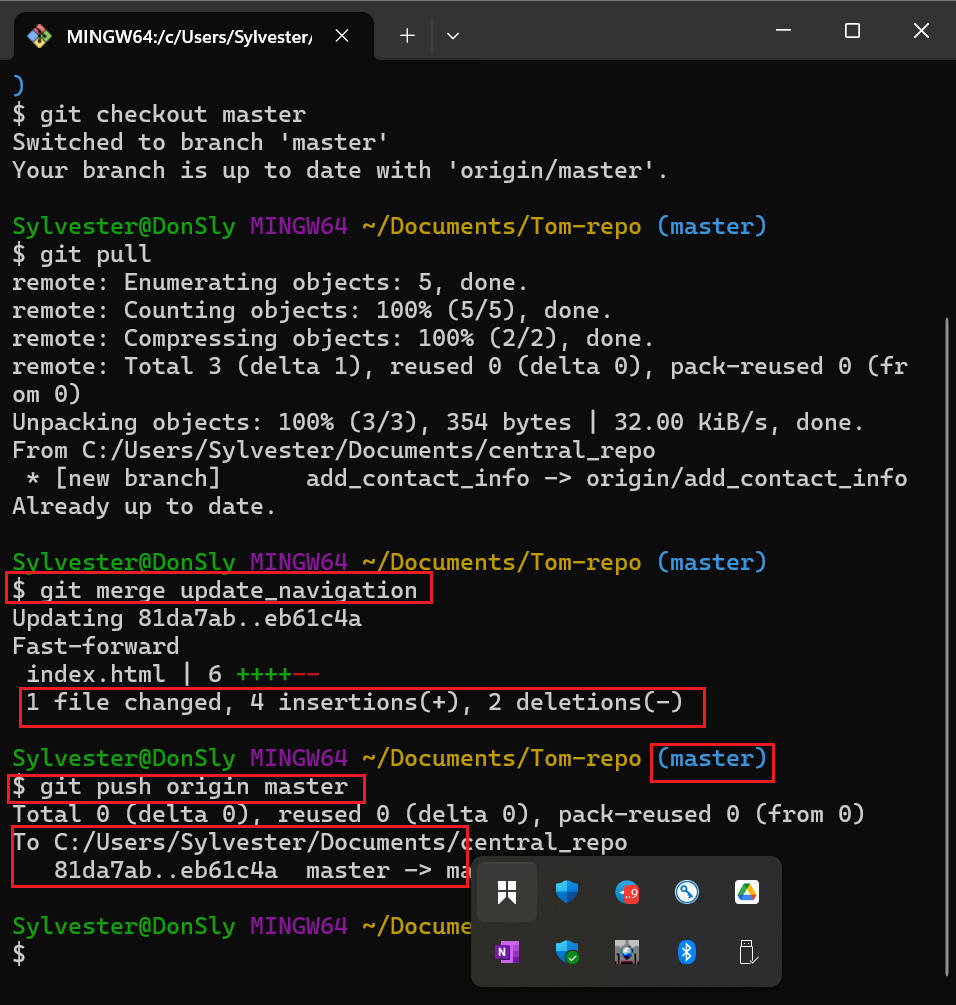 MINGW64:/c/Users/Sylvester/
)
$ git checkout master
Switched to branch 'master'
Your branch is up to date with 'origin/master'.
Sylvester@DonSly MINGW64 ~/Documents/Tom-repo (master)
$ git pull
remote: Enumerating objects: 5, done.
remote: Counting objects: 100% (5/5), done.
remote: Compressing objects: 100% (2/2), done.
remote: Total 3 (delta 1), reused 0 (delta 0), pack-reused 0 (fr
om 0)
Unpacking objects: 100% (3/3), 354 bytes | 32.00 KiB/s, done.
From C:/Users/Sylvester/Documents/central_repo
 * [new branch]      add_contact_info -> origin/add_contact_info
Already up to date.
Sylvester@DonSly MINGW64 ~/Documents/Tom-repo (master)
$ git merge update_navigation
Updating 81da7ab..eb61c4a
Fast-forward
 index.html | 6 ++++--
 1 file changed, 4 insertions(+), 2 deletions(-)
Sylvester@DonSly MINGW64 ~/Documents/Tom-repo (master)
$ git push origin master
Total 0 (delta 0), reused 0 (delta 0), pack-reused 0 (from 0)
To C:/Users/Sylvester/Documents/central_repo
   81da7ab..eb61c4a  master -> ma
Sylvester@DonSly MINGW64 ~/Docume
$
..9
N